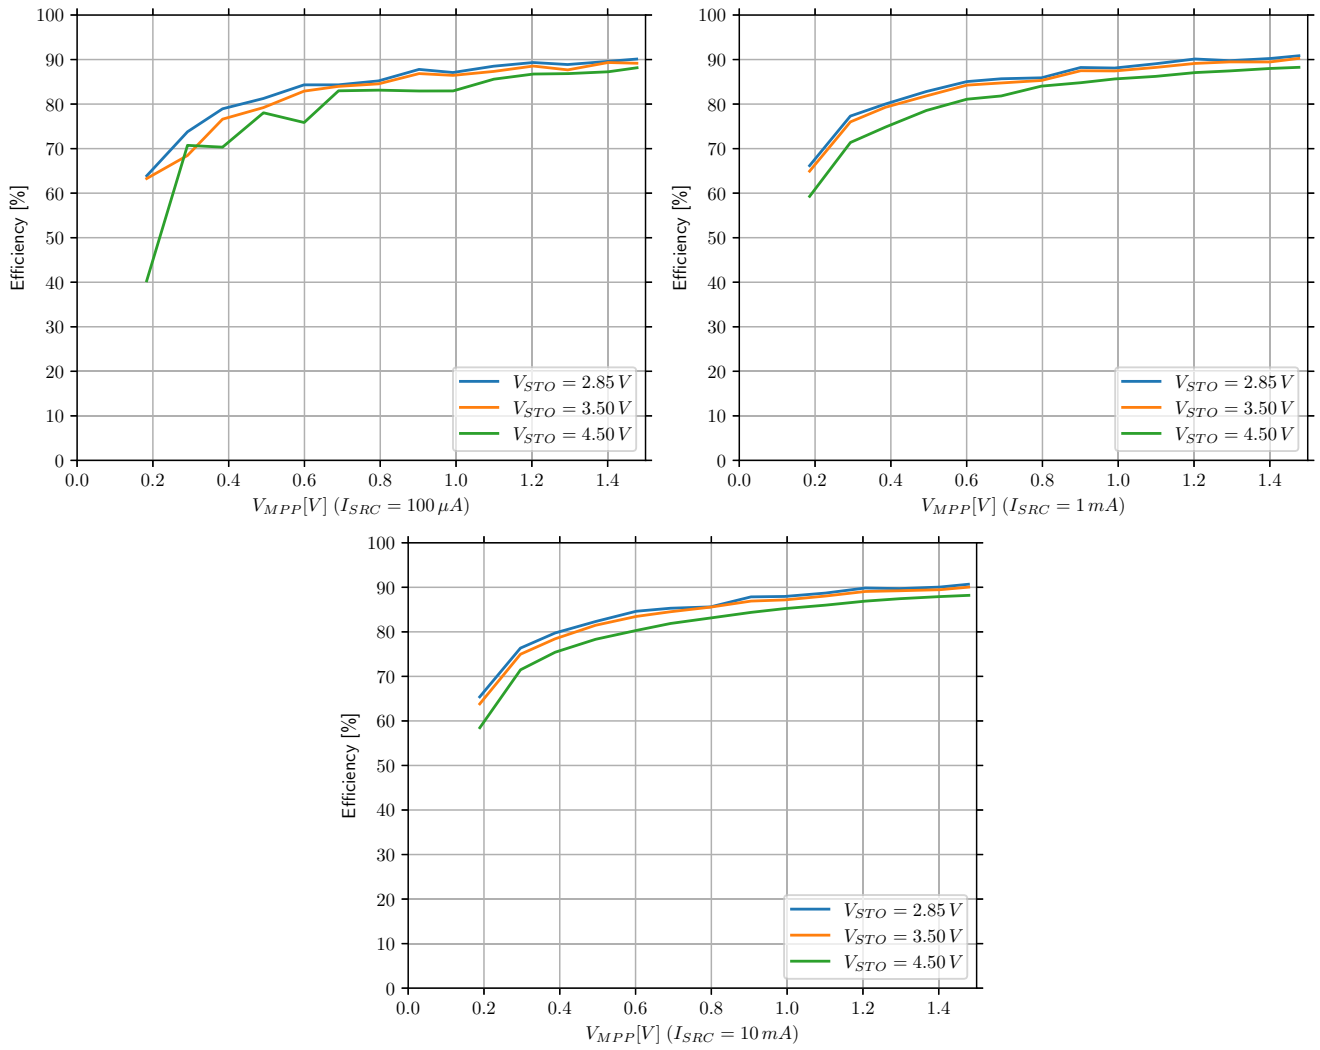 100
90
80
70
60
50
40
30
20
10
0
Efficiency [%]
0.0 0.2 0.4 0.6 0.8 1.0 1.2 1.4
V_MPP[V] (I_SRC = 100 μA)
V_STO = 2.85 V
V_STO = 3.50 V
V_STO = 4.50 V
100
90
80
70
60
50
40
30
20
10
0
Efficiency [%]
0.0 0.2 0.4 0.6 0.8 1.0 1.2 1.4
V_MPP[V] (I_SRC = 1 mA)
V_STO = 2.85 V
V_STO = 3.50 V
V_STO = 4.50 V
100
90
80
70
60
50
40
30
20
10
0
Efficiency [%]
0.0 0.2 0.4 0.6 0.8 1.0 1.2 1.4
V_MPP[V] (I_SRC = 10 mA)
V_STO = 2.85 V
V_STO = 3.50 V
V_STO = 4.50 V